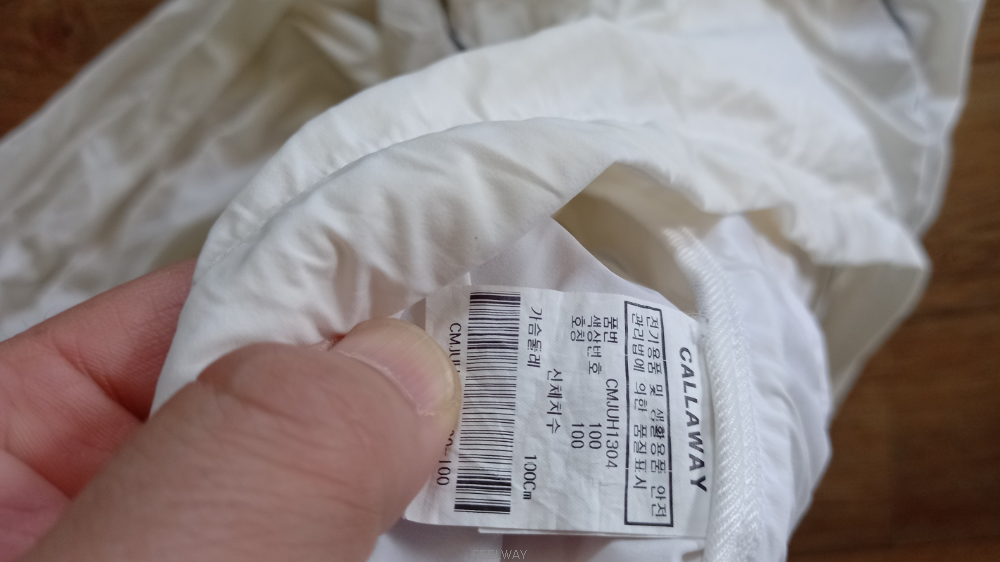 CALLAWAY
전기용품 및 생활용품 안전
관리법에 의한 품질표시
품번 CMJUH1304
색상번호 100
호칭 100
신체치수
가슴둘레 100Cm
100